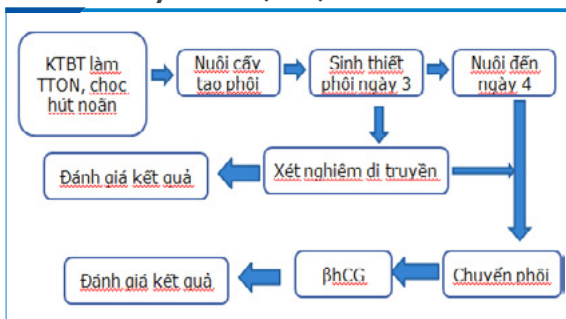 KTBT làm
TTON, chọc
hút noãn
Nuôi cấy
tạo phôi
Sinh thiết
phôi ngày 3
Nuôi đến
ngày 4
Đánh giá kết quả
Xét nghiệm di truyền
Đánh giá kết quả
βhCG
Chuyển phôi